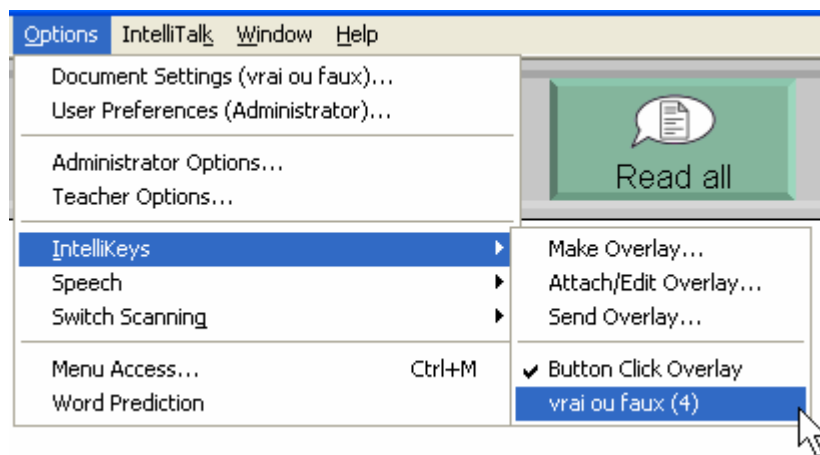 Options IntelliTalk Window Help
Document Settings (vrai ou faux)...
User Preferences (Administrator)...
Administrator Options...
Teacher Options...
Read all
IntelliKeys
Speech
Switch Scanning
Menu Access... Ctrl+M
Word Prediction
Make Overlay...
Attach/Edit Overlay...
Send Overlay...
Button Click Overlay
vrai ou faux (4)